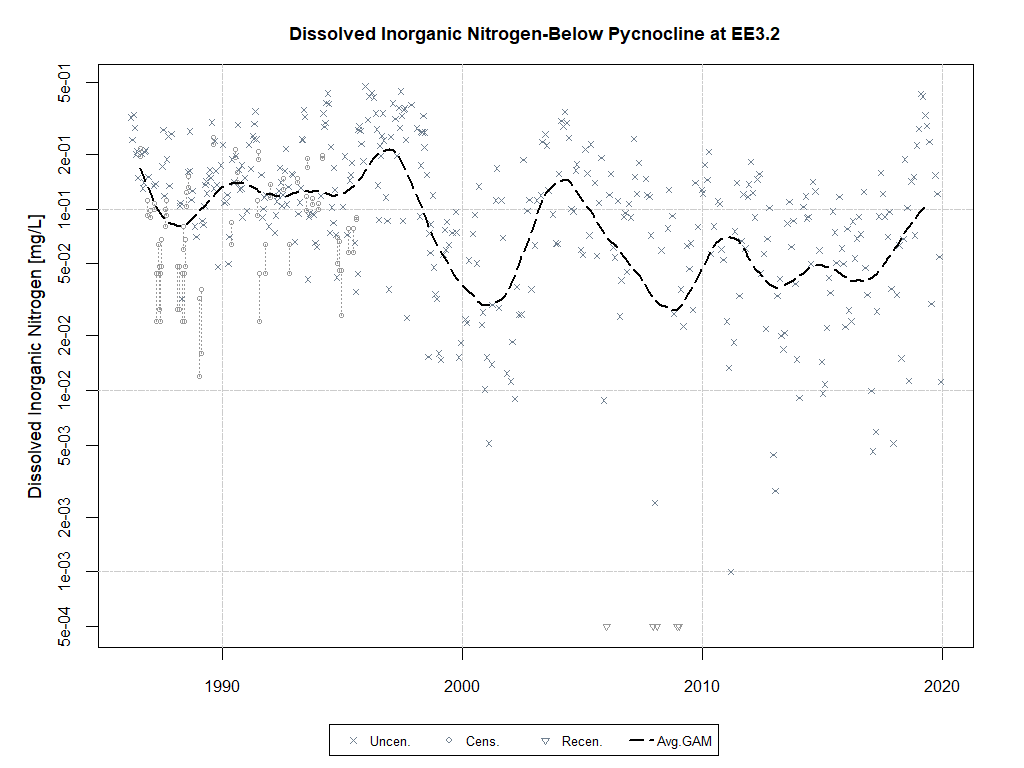 Dissolved Inorganic Nitrogen-Below Pycnocline at EE3.2
Dissolved Inorganic Nitrogen [mg/L]
5e-01
2e-01
1e-01
5e-02
2e-02
1e-02
5e-03
2e-03
1e-03
5e-04
1990 2000 2010 2020
Uncen. Cens. Recen. Avg.GAM